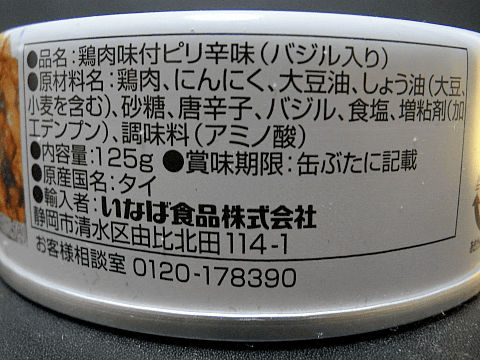 ●品名：鶏肉味付ピリ辛味（バジル入り）
●原材料名：鶏肉、にんにく、大豆油、しょう油（大豆、
小麦を含む）、砂糖、唐辛子、バジル、食塩、増粘剤（加工
デンプン）、調味料（アミノ酸）
●内容量：125g ●賞味期限：缶ぶたに記載
●原産国名：タイ
●輸入者：いなば食品株式会社
静岡市清水区由比北田114-1
お客様相談室 0120-178390